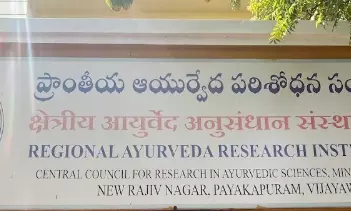 ప్రాంతీయ ఆయుర్వేద పరిశోధన
क्षेत्रीय आयुर्वेद अनुसंधान संस्था
REGIONAL AYURVEDA RESEARCH INSTI
CENTRAL COUNCIL FOR RESEARCH IN AYURVEDIC SCIENCES, MIN
NEW RAJIV NAGAR, PAYAKAPURAM, VIJAYAW